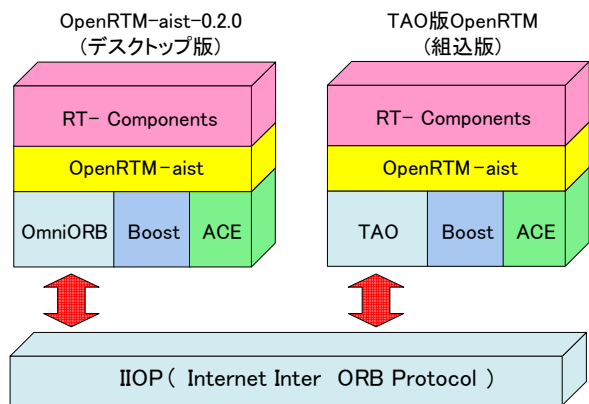 OpenRTM-aist-0.2.0
(デスクトップ版)
RT- Components
OpenRTM-aist
OmniORB
Boost
ACE
TAO版OpenRTM
(組込版)
RT- Components
OpenRTM-aist
TAO
Boost
ACE
IIOP ( Internet Inter ORB Protocol )